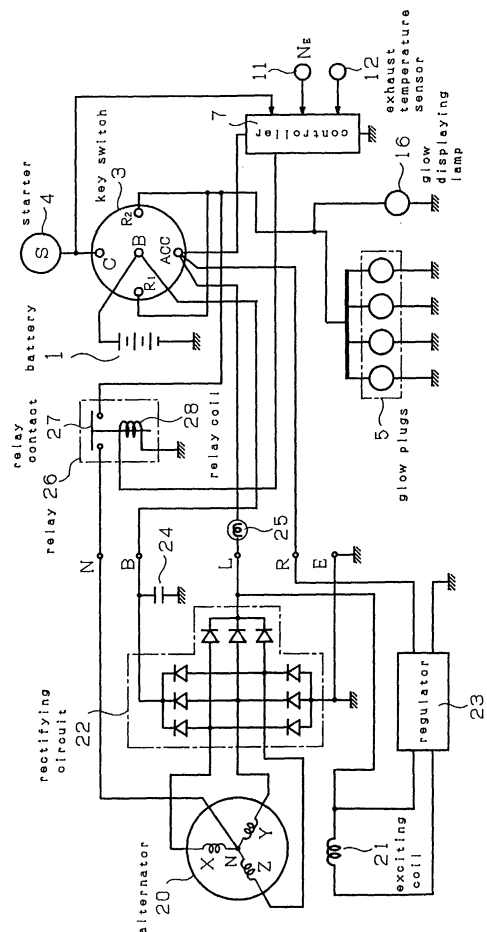 starter
4
S
key switch
3
C
B
R1
R2
ACC
battery
1
11
NE
12
exhaust
temperature
sensor
7
controller
16
glow
displaying
lamp
5
glow plugs
relay
contact
27
26
relay
28
relay coil
N
B
24
L
25
R
E
rectifying
circuit
22
regulator
23
alternator
20
X
N
Y
Z
21
exciting
coil